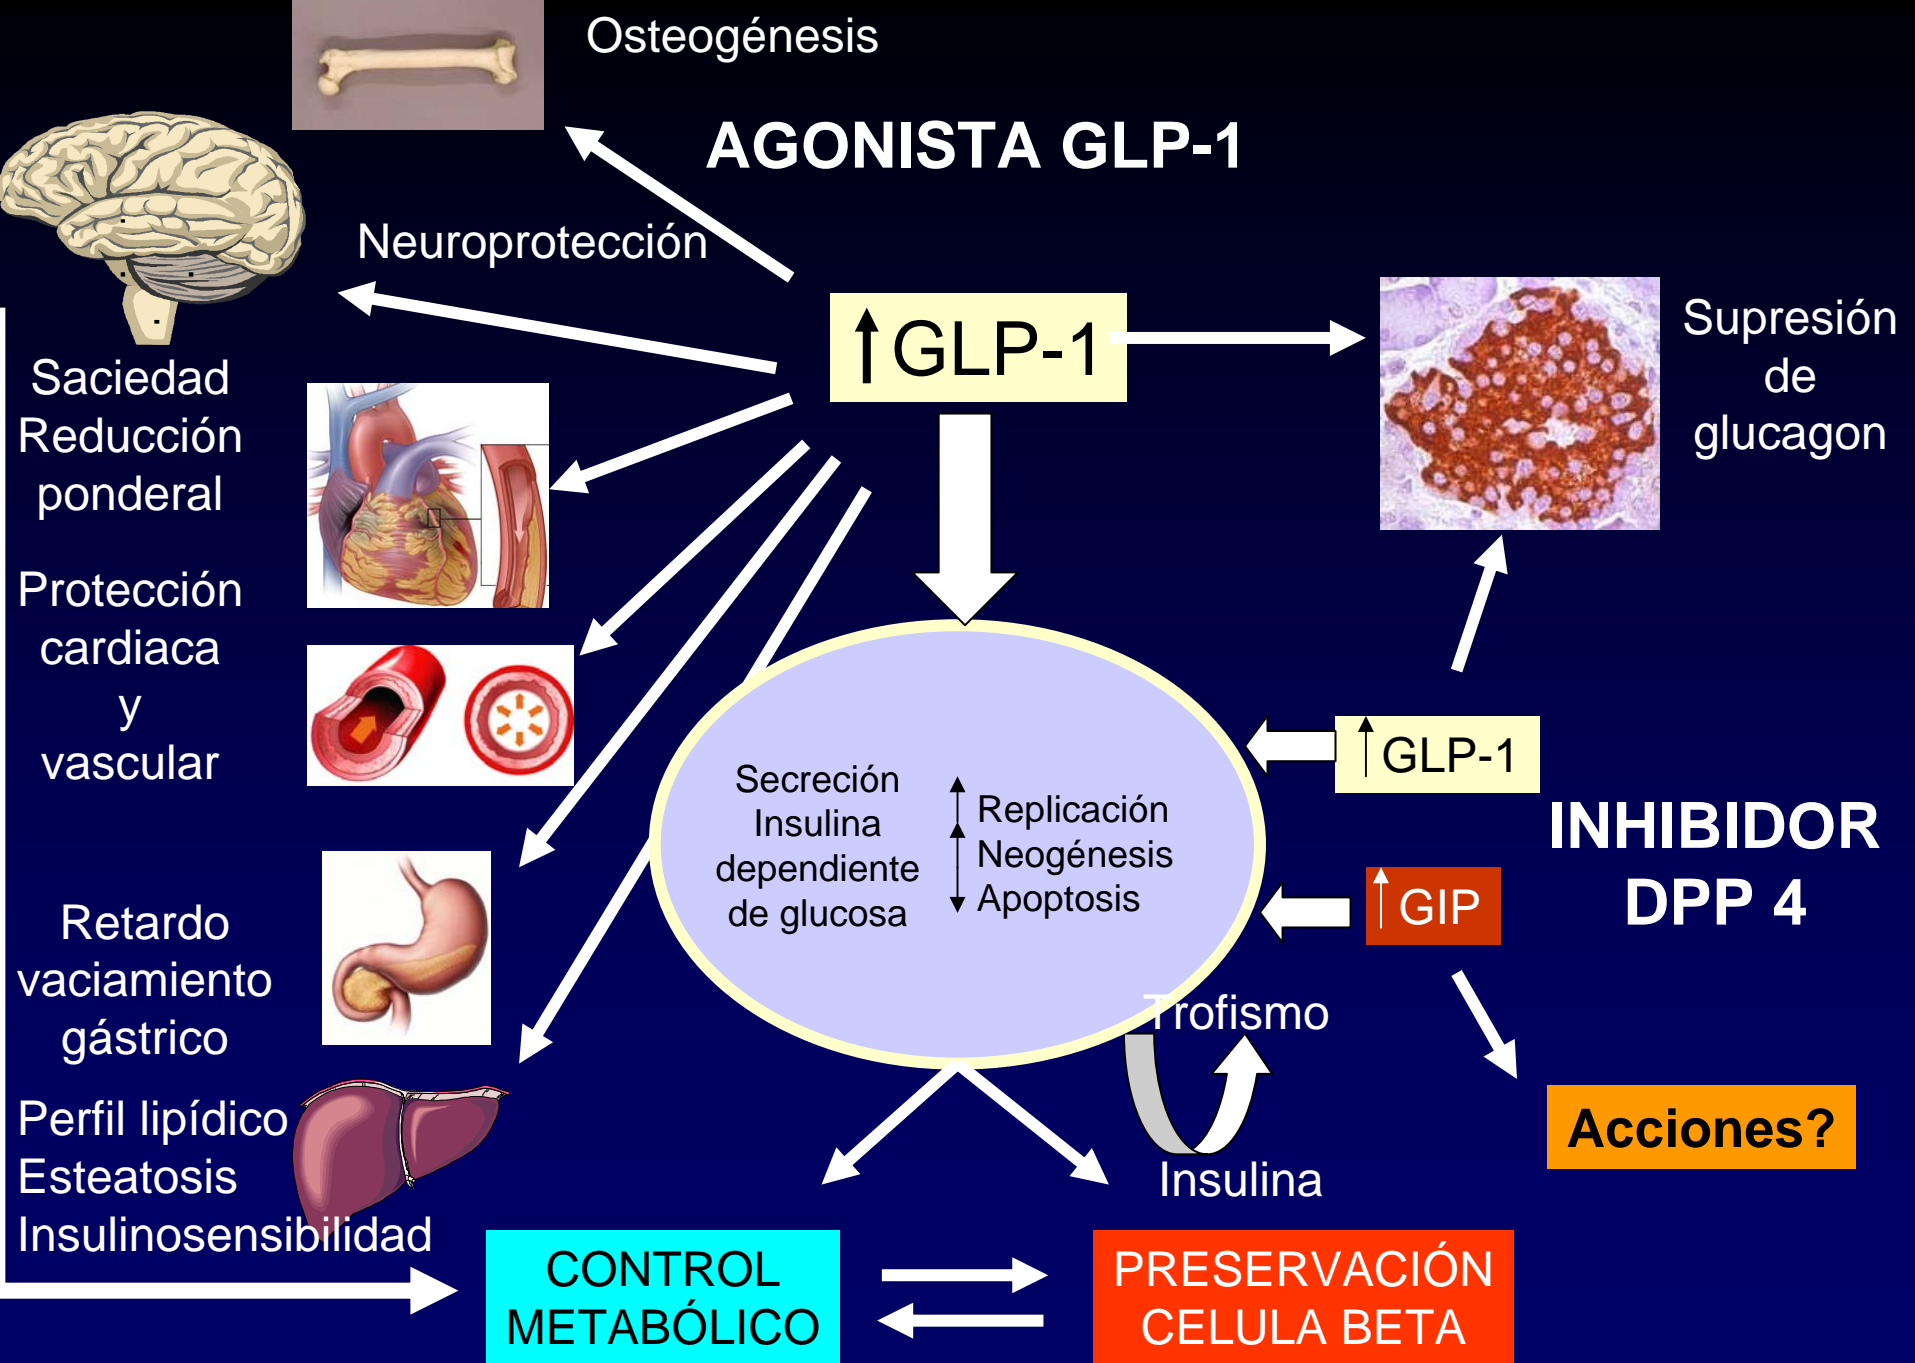 Osteogénesis
AGONISTA GLP-1
Neuroprotección
GLP-1
Supresión
de
glucagon
Saciedad
Reducción
ponderal
Protección
cardiaca
y
vascular
Retardo
vaciamiento
gástrico
Perfil lipídico
Esteatosis
Insulinosensibilidad
Secreción
Insulina
dependiente
de glucosa
Replicación
Neogénesis
Apoptosis
GLP-1
GIP
INHIBIDOR
DPP 4
Trofismo
Insulina
Acciones?
CONTROL
METABÓLICO
PRESERVACIÓN
CELULA BETA